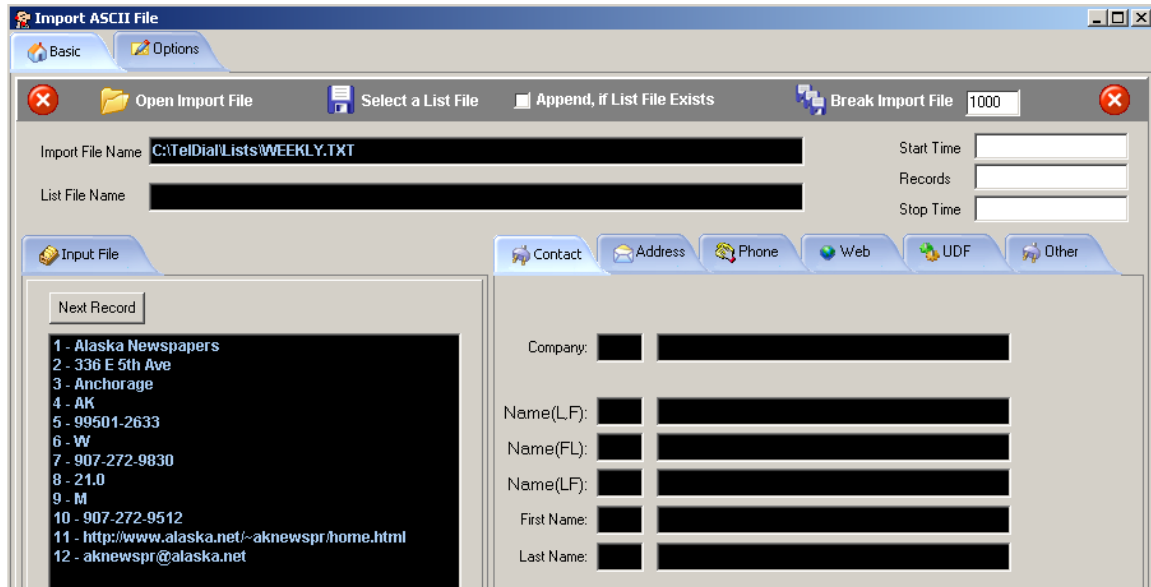 Import ASCII File
Basic Options
Open Import File Select a List File Append, if List File Exists Break Import File 1000
Import File Name C:\TelDial\Lists\WEEKLY.TXT Start Time
Records
List File Name
Stop Time
Input File Contact Address Phone Web UDF Other
Next Record
1 - Alaska Newspapers
2 - 336 E 5th Ave
3 - Anchorage
4 - AK
5 - 99501-2633
6 - W
7 - 907-272-9830
8 - 21.0
9 - M
10 - 907-272-9512
11 - http://www.alaska.net/~aknewspr/home.html
12 - aknewspr@alaska.net
Company:
Name(L,F):
Name(FL):
Name(LF):
First Name:
Last Name: